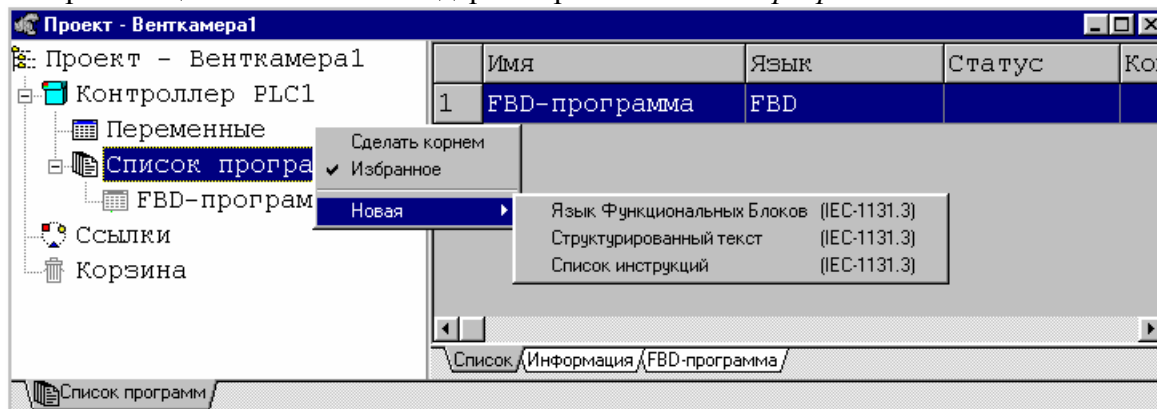 Проект - Венткамера1
Проект - Венткамера1
Контроллер PLC1
Переменные
Список програ
FBD-програм
Ссылки
Корзина
Сделать корнем
Избранное
Новая
Язык Функциональных Блоков (IEC-1131.3)
Структурированный текст (IEC-1131.3)
Список инструкций (IEC-1131.3)
Имя Язык Статус Ко
1 FBD-программа FBD
Список Информация FBD-программа
Список программ